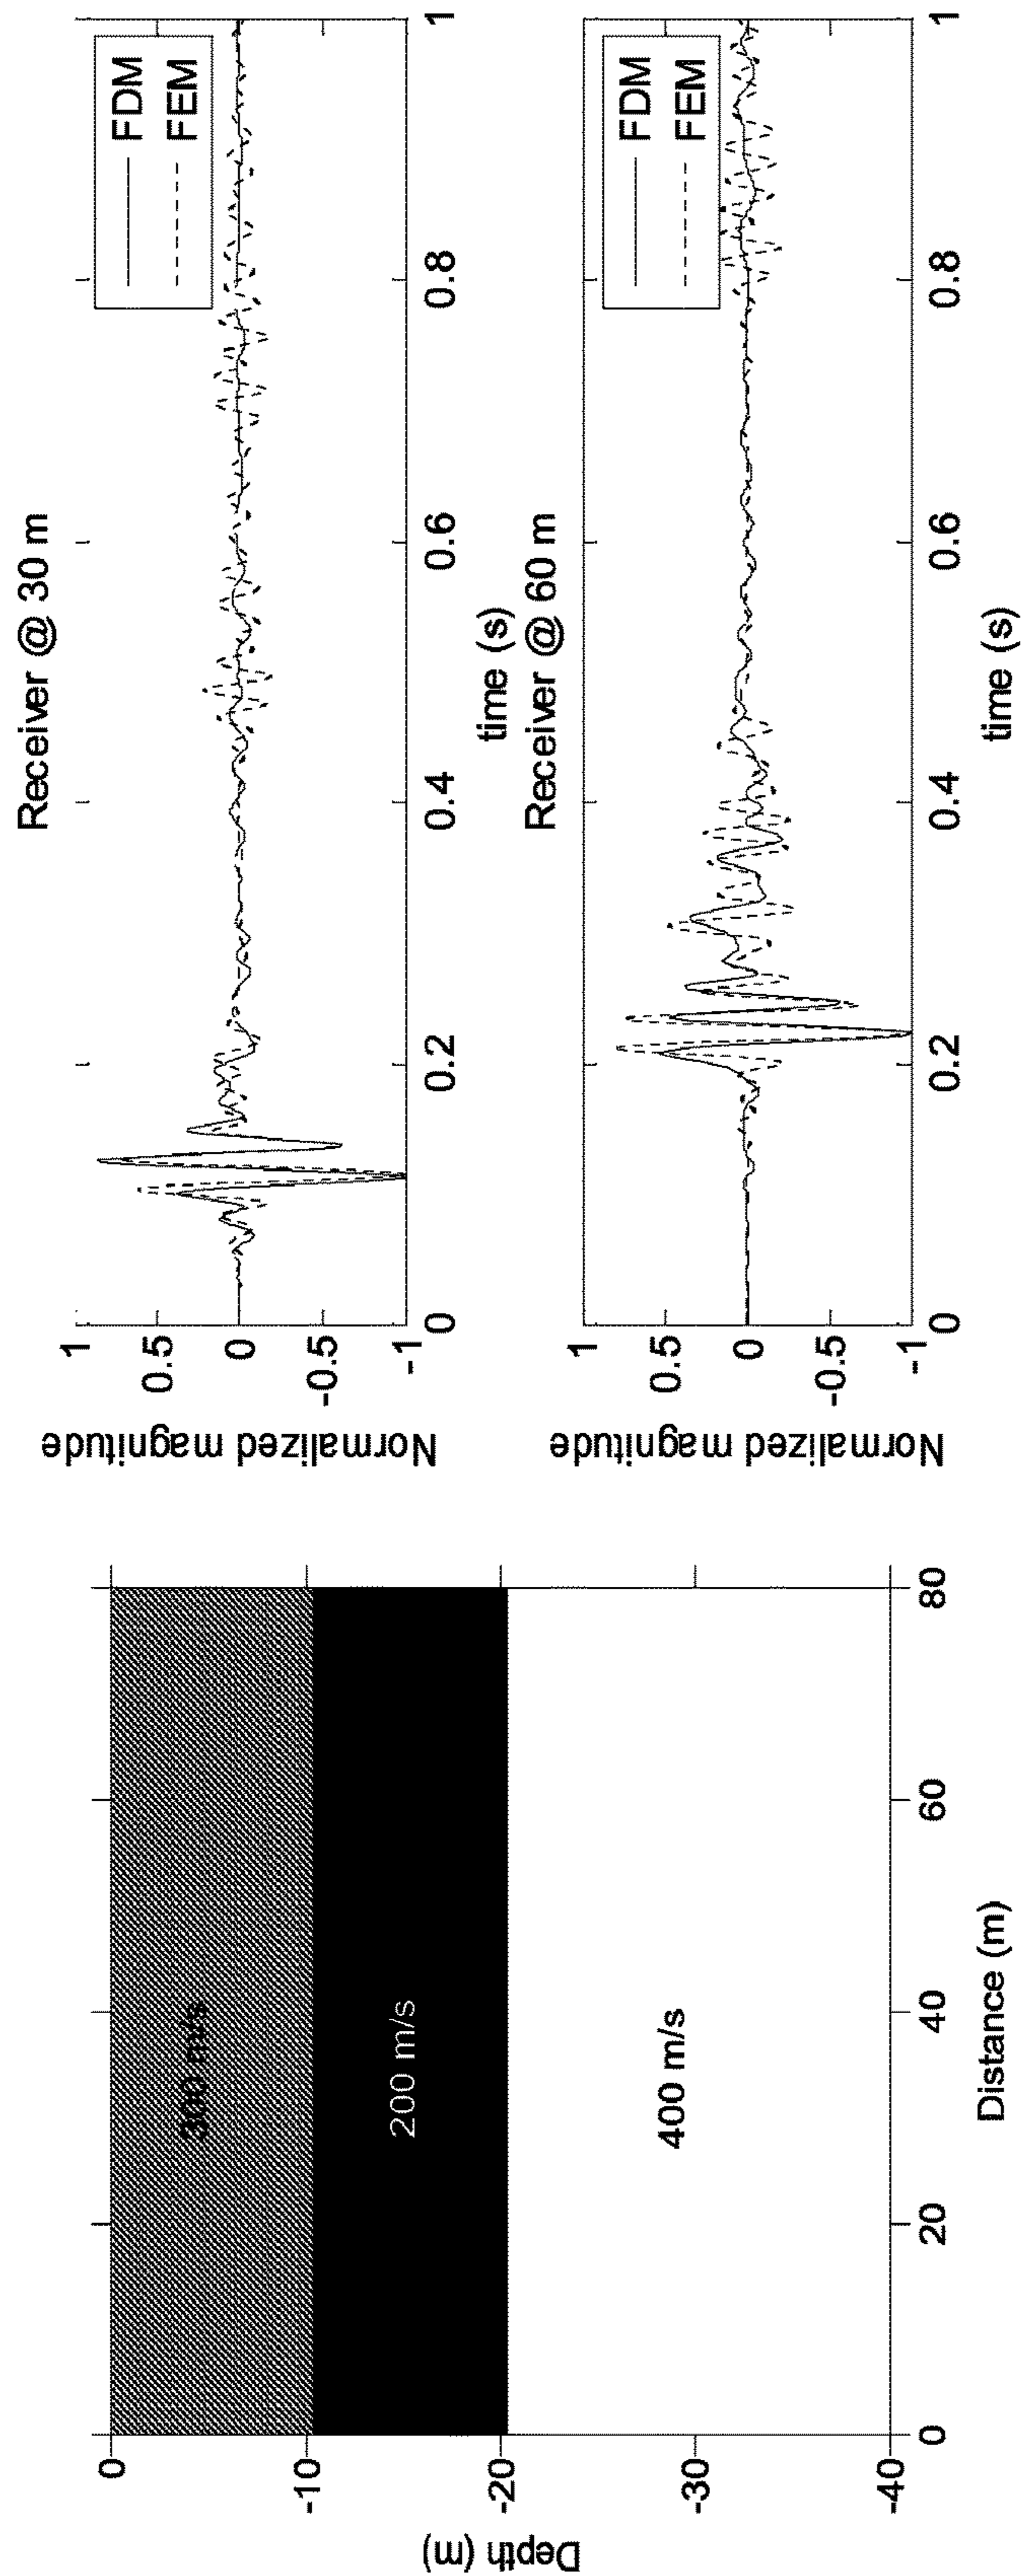 0
-10
-20
-30
-40
Depth (m)
300 m/s
200 m/s
400 m/s
0
20
40
60
80
Distance (m)
Receiver @ 30 m
1
0.5
0
-0.5
-1
Normalized magnitude
FDM
FEM
0
0.2
0.4
0.6
0.8
1
time (s)
Receiver @ 60 m
1
0.5
0
-0.5
-1
Normalized magnitude
FDM
FEM
0
0.2
0.4
0.6
0.8
1
time (s)